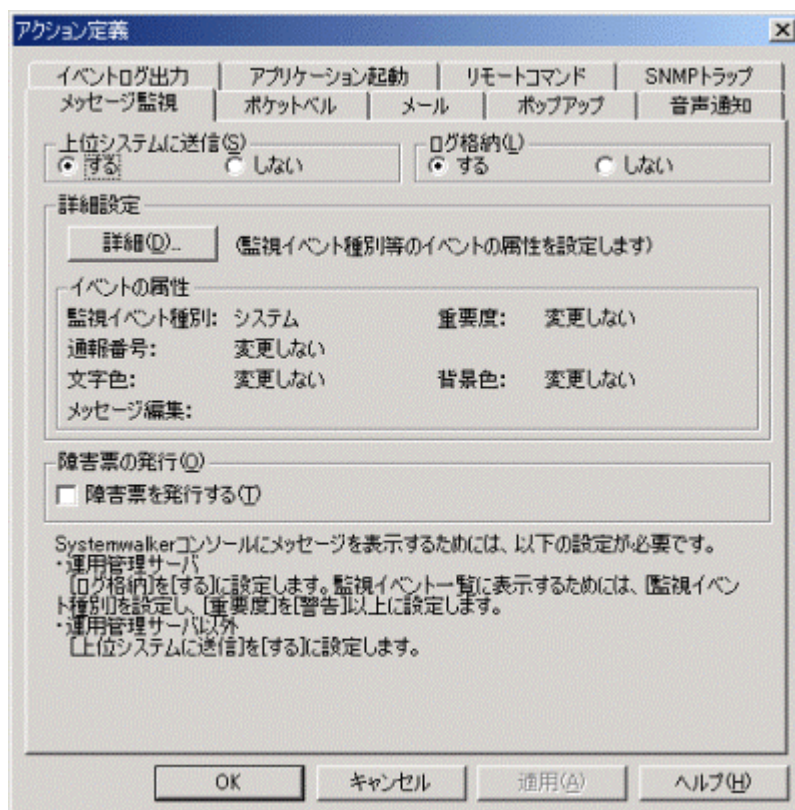 アクション定義
イベントログ出力 アプリケーション起動 リモートコマンド SNMPトラップ
メッセージ監視 ポケットベル メール ポップアップ 音声通知
上位システムに送信(S) ログ格納(L)
する しない する しない
詳細設定
詳細(D).. (監視イベント種別等のイベントの属性を設定します)
イベントの属性
監視イベント種別: システム 重要度: 変更しない
通報番号: 変更しない
文字色: 変更しない 背景色: 変更しない
メッセージ編集:
障害票の発行(O)
障害票を発行する(T)
Systemwalkerコンソールにメッセージを表示するためには、以下の設定が必要です。
・運用管理サーバ
[ログ格納]を[する]に設定します。監視イベント一覧に表示するためには、[監視イベン
ト種別]を設定し、[重要度]を[警告]以上に設定します。
・運用管理サーバ以外
[上位システムに送信]を[する]に設定します。
OK キャンセル 適用(A) ヘルプ(H)